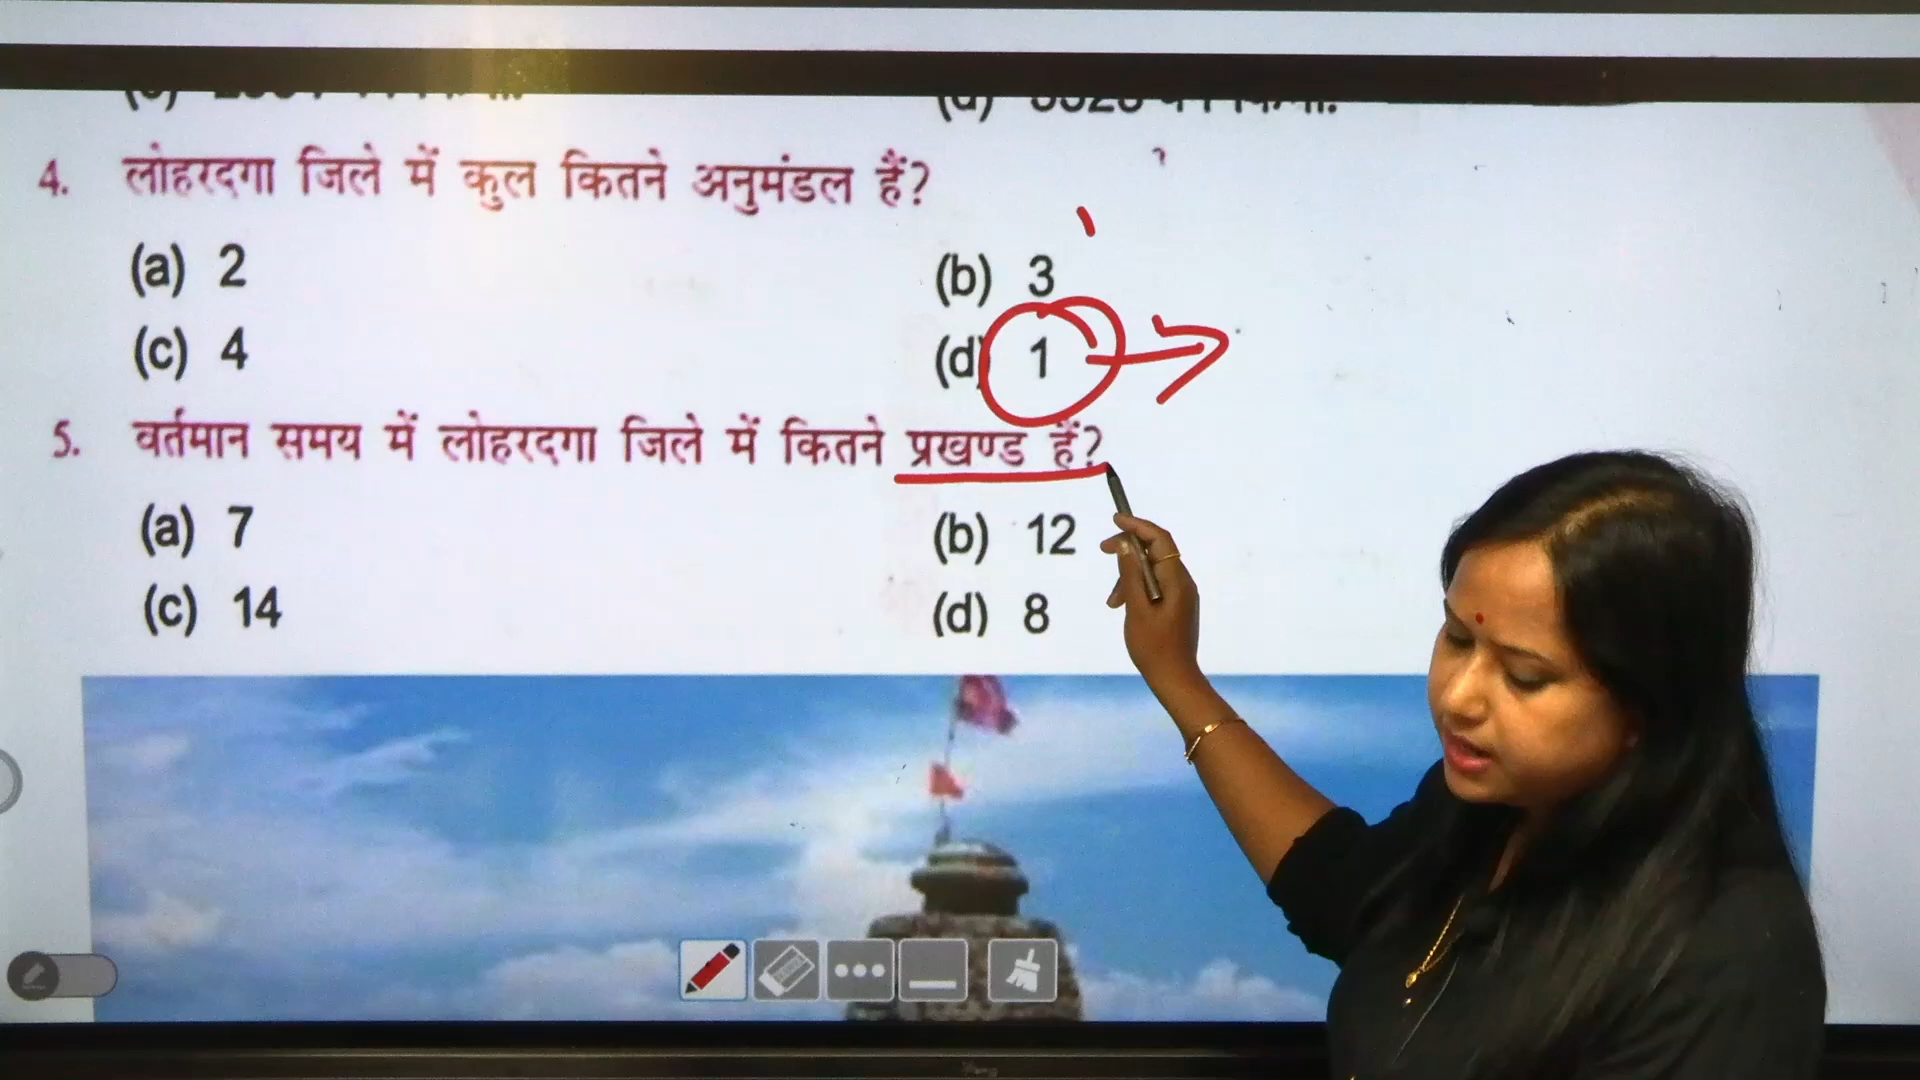 4. लोहरदगा जिले में कुल कितने अनुमंडल हैं?
(a) 2
(b) 3
(c) 4
(d) 1
5. वर्तमान समय में लोहरदगा जिले में कितने प्रखण्ड हैं?
(a) 7
(b) 12
(c) 14
(d) 8